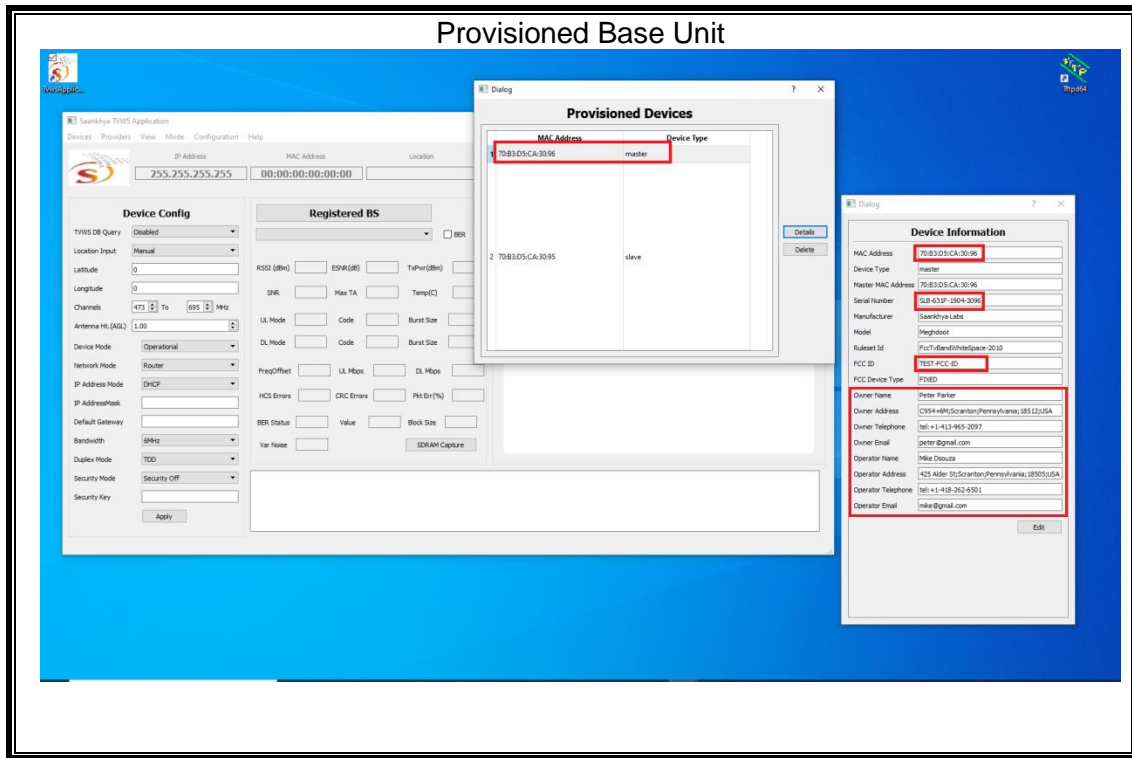 Provisioned Base Unit
TvwsApplic...
Tftpd64
Saankhya TVWS Application
Devices Providers View Mode Configuration Help
IP Address MAC Address Location
255.255.255.255 00:00:00:00:00:00
Device Config
TVWS DB Query Disabled
Location Input Manual
Latitude 0
Longitude 0
Channels 473 To 695 MHz
Antenna Ht.(AGL) 1.00
Device Mode Operational
Network Mode Router
IP Address Mode DHCP
IP AddressMask
Default Gateway
Bandwidth 6MHz
Duplex Mode TDD
Security Mode Security Off
Security Key
Apply
Registered BS
BER
RSSI (dBm) ESNR(dB) TxPwr(dBm)
SNR Max TA Temp(C)
UL Mode Code Burst Size
DL Mode Code Burst Size
FreqOffset UL Mbps DL Mbps
HCS Errors CRC Errors Pkt Err(%)
BER Status Value Block Size
Var Noise SDRAM Capture
Dialog ?
Provisioned Devices
MAC Address Device Type
1 70:B3:D5:CA:30:96 master
2 70:B3:D5:CA:30:95 slave
Details
Delete
Dialog ?
Device Information
MAC Address 70:B3:D5:CA:30:96
Device Type master
Master MAC Address 70:B3:D5:CA:30:96
Serial Number SLB-631F-1904-3096
Manufacturer Saankhya Labs
Model Meghdoot
Ruleset Id FccTvBandWhiteSpace-2010
FCC ID TEST-FCC-ID
FCC Device Type FIXED
Owner Name Peter Parker
Owner Address C954+6M;Scranton;Pennsylvania;18512;USA
Owner Telephone tel:+1-413-965-2097
Owner Email peter@gmail.com
Operator Name Mike Dsouza
Operator Address 425 Alder St;Scranton;Pennsylvania;18505;USA
Operator Telephone tel:+1-418-262-6501
Operator Email mike@gmail.com
Edit